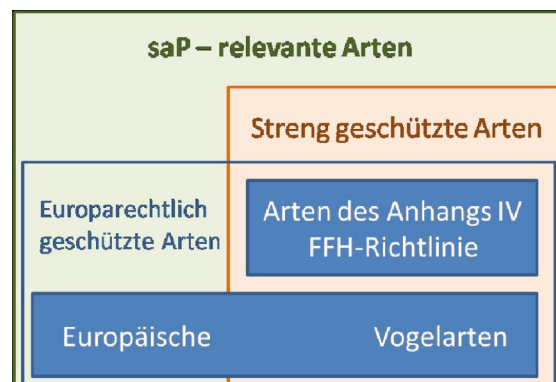 saP – relevante Arten
Streng geschützte Arten
Europarechtlich
geschützte Arten
Arten des Anhangs IV
FFH-Richtlinie
Europäische Vogelarten